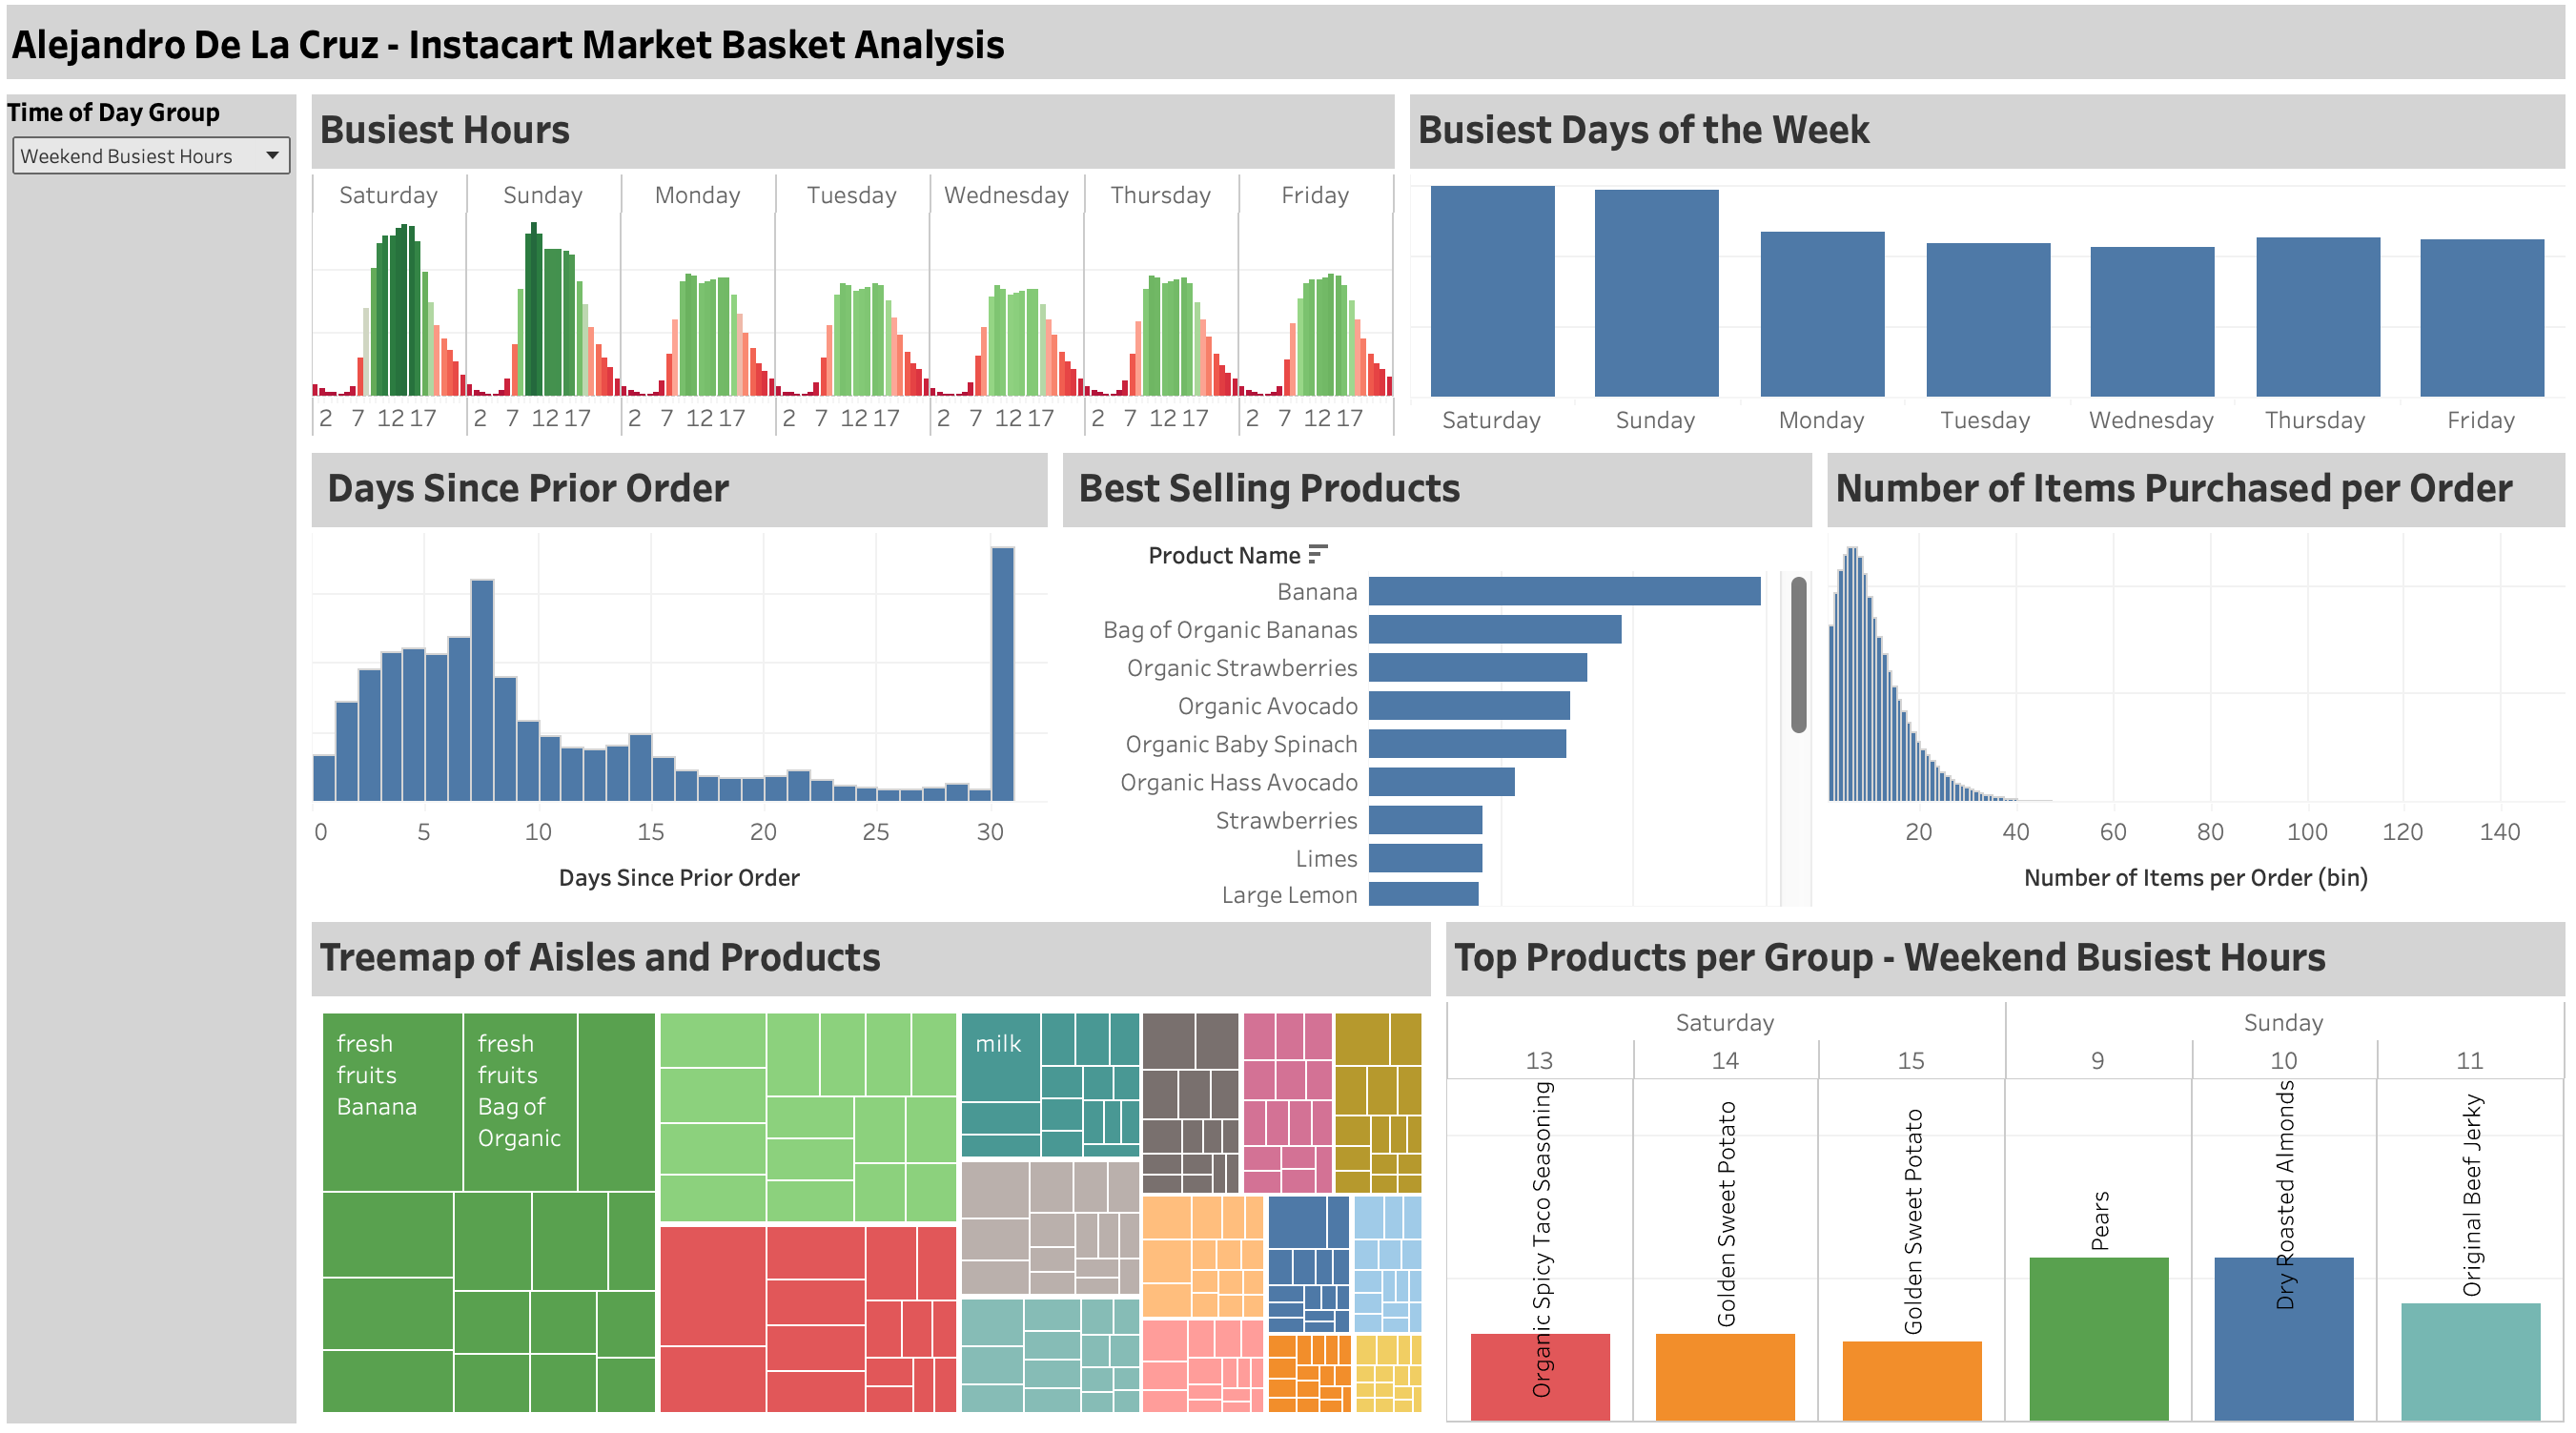 Alejandro De La Cruz - Instacart Market Basket Analysis
Time of Day Group
Weekend Busiest Hours
Busiest Hours
Saturday Sunday Monday Tuesday Wednesday Thursday Friday
2 7 12 17 2 7 12 17 2 7 12 17 2 7 12 17 2 7 12 17 2 7 12 17 2 7 12 17
Busiest Days of the Week
Saturday Sunday Monday Tuesday Wednesday Thursday Friday
Days Since Prior Order
0 5 10 15 20 25 30
Days Since Prior Order
Best Selling Products
Product Name
Banana
Bag of Organic Bananas
Organic Strawberries
Organic Avocado
Organic Baby Spinach
Organic Hass Avocado
Strawberries
Limes
Large Lemon
Number of Items Purchased per Order
20 40 60 80 100 120 140
Number of Items per Order (bin)
Treemap of Aisles and Products
fresh
fruits
Banana
fresh
fruits
Bag of
Organic
milk
Top Products per Group - Weekend Busiest Hours
Saturday Sunday
13 14 15 9 10 11
Organic Spicy Taco Seasoning
Golden Sweet Potato
Golden Sweet Potato
Pears
Dry Roasted Almonds
Original Beef Jerky